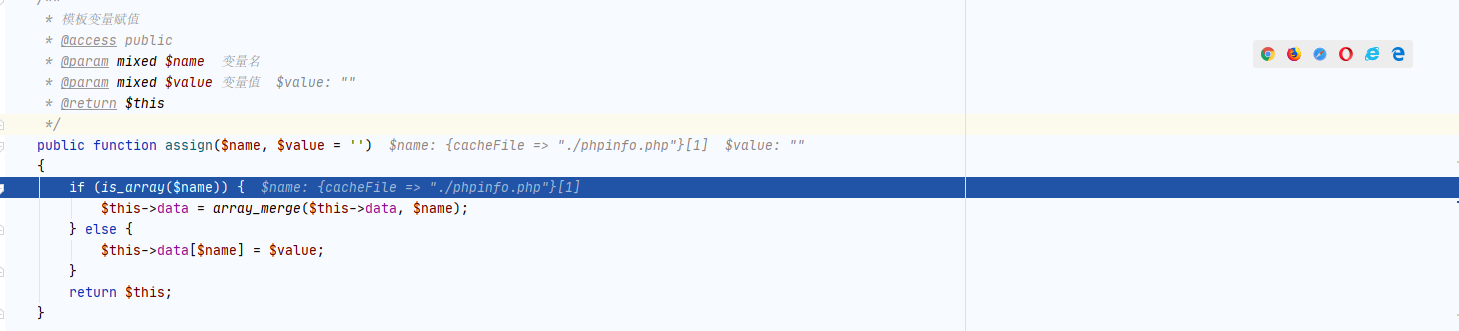 /**
* 模板变量赋值
* @access public
* @param mixed $name 变量名
* @param mixed $value 变量值 $value: ""
* @return $this
*/
public function assign($name, $value = '') $name: {cacheFile => "./phpinfo.php"}[1] $value: ""
{
if (is_array($name)) { $name: {cacheFile => "./phpinfo.php"}[1]
$this->data = array_merge($this->data, $name);
} else {
$this->data[$name] = $value;
}
return $this;
}